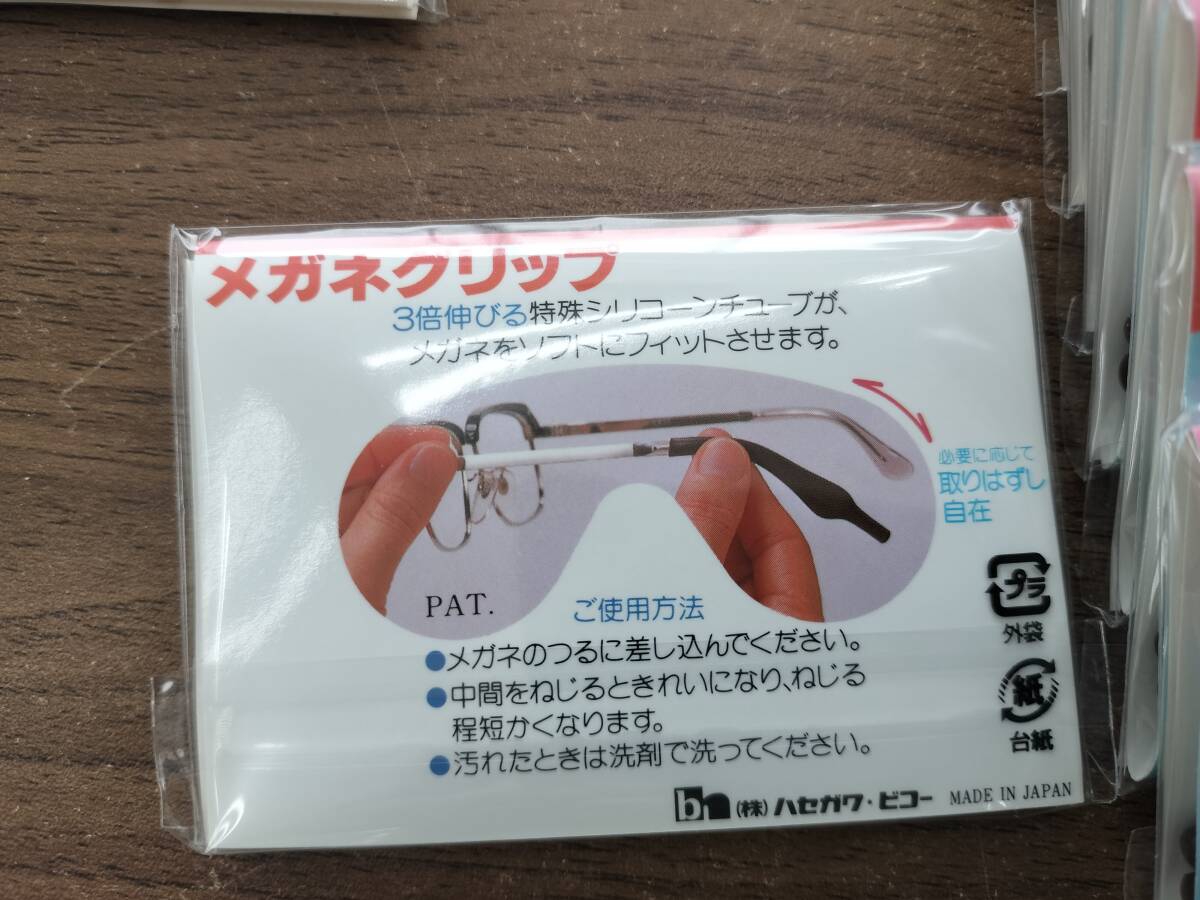 メガネグリップ
3倍伸びる特殊シリコーンチューブが、
メガネをソフトにフィットさせます。
必要に応じて
取りはずし
自在
PAT.
ご使用方法
●メガネのつるに差し込んでください。
●中間をねじるときれいになり、ねじる
程短かくなります。
●汚れたときは洗剤で洗ってください。
プラ
外袋
紙
台紙
bn (株)ハセガワ・ビコー MADE IN JAPAN